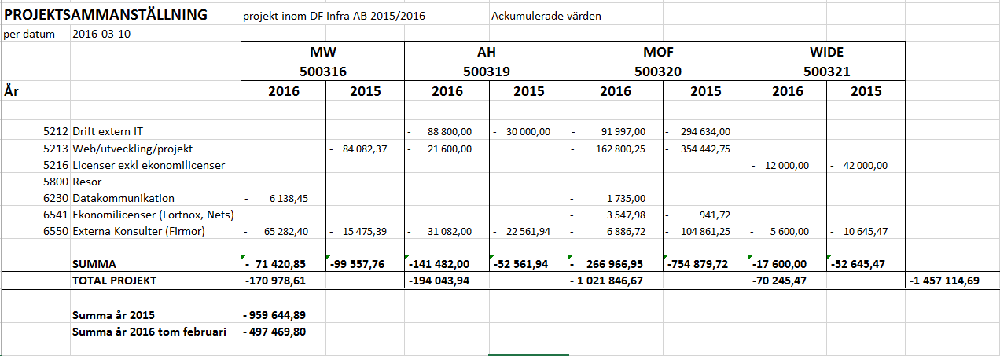 PROJEKTSAMMANSTÄLLNING projekt inom DF Infra AB 2015/2016 Ackumulerade värden
per datum 2016-03-10
MW AH MOF WIDE
500316 500319 500320 500321
År 2016 2015 2016 2015 2016 2015 2016 2015
5212 Drift extern IT - 88 800,00 - 30 000,00 - 91 997,00 - 294 634,00
5213 Web/utveckling/projekt - 84 082,37 - 21 600,00 - 162 800,25 - 354 442,75
5216 Licenser exkl ekonomilicenser - 12 000,00 - 42 000,00
5800 Resor
6230 Datakommunikation - 6 138,45 - 1 735,00
6541 Ekonomilicenser (Fortnox, Nets) - 3 547,98 - 941,72
6550 Externa Konsulter (Firmor) - 65 282,40 - 15 475,39 - 31 082,00 - 22 561,94 - 6 886,72 - 104 861,25 - 5 600,00 - 10 645,47
SUMMA - 71 420,85 -99 557,76 -141 482,00 -52 561,94 - 266 966,95 -754 879,72 -17 600,00 -52 645,47
TOTAL PROJEKT -170 978,61 -194 043,94 - 1 021 846,67 -70 245,47 -1 457 114,69
Summa år 2015 - 959 644,89
Summa år 2016 tom februari - 497 469,80